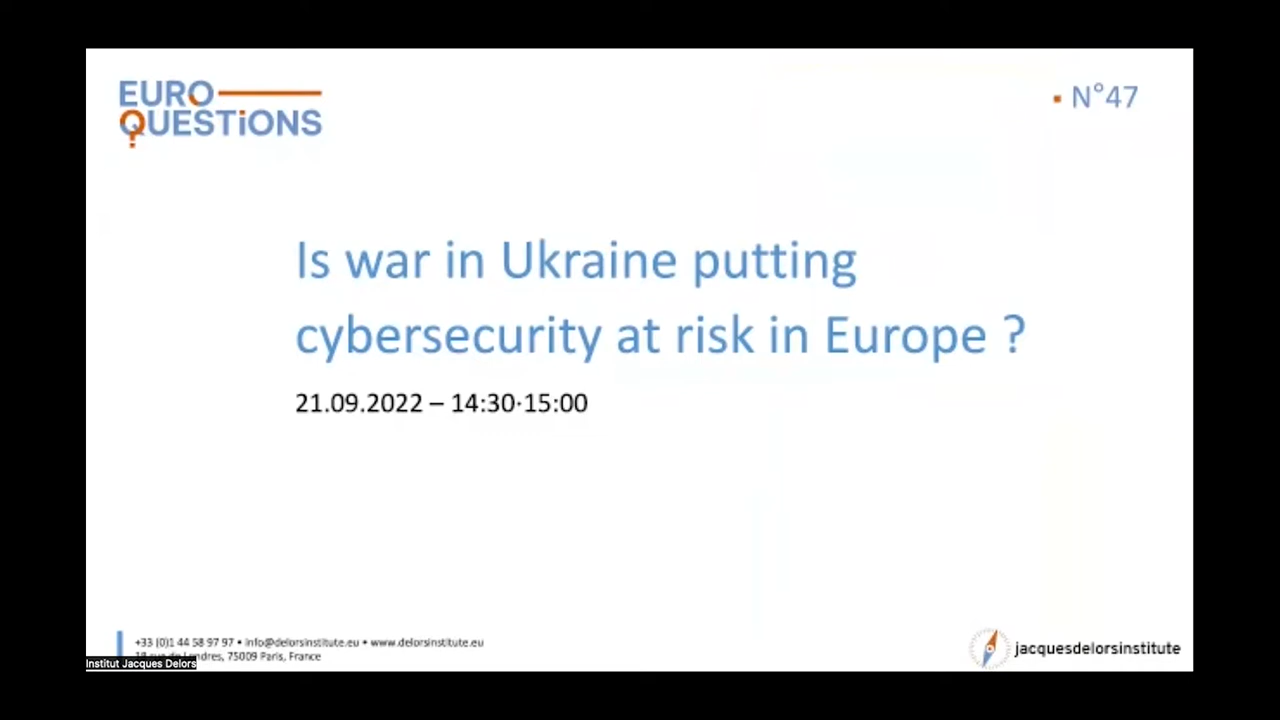 EURO
QUESTiONS
N°47
Is war in Ukraine putting
cybersecurity at risk in Europe ?
21.09.2022 – 14:30·15:00
+33 (0)1 44 58 97 97 • info@delorsinstitute.eu • www.delorsinstitute.eu
75009 Paris, France
Institut Jacques Delors
jacquesdelorsinstitute